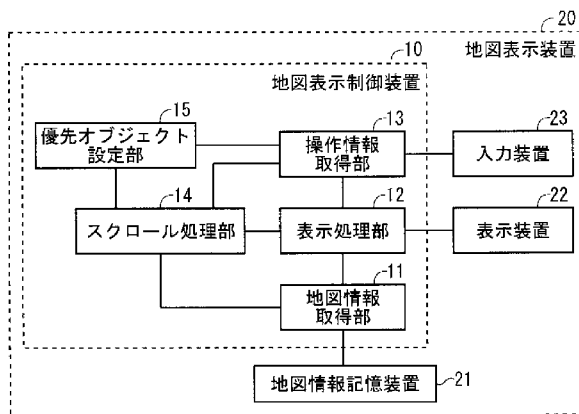 20
地図表示装置
10
地図表示制御装置
15
優先オブジェクト
設定部
13
操作情報
取得部
23
入力装置
14
スクロール処理部
12
表示処理部
22
表示装置
11
地図情報
取得部
地図情報記憶装置
21